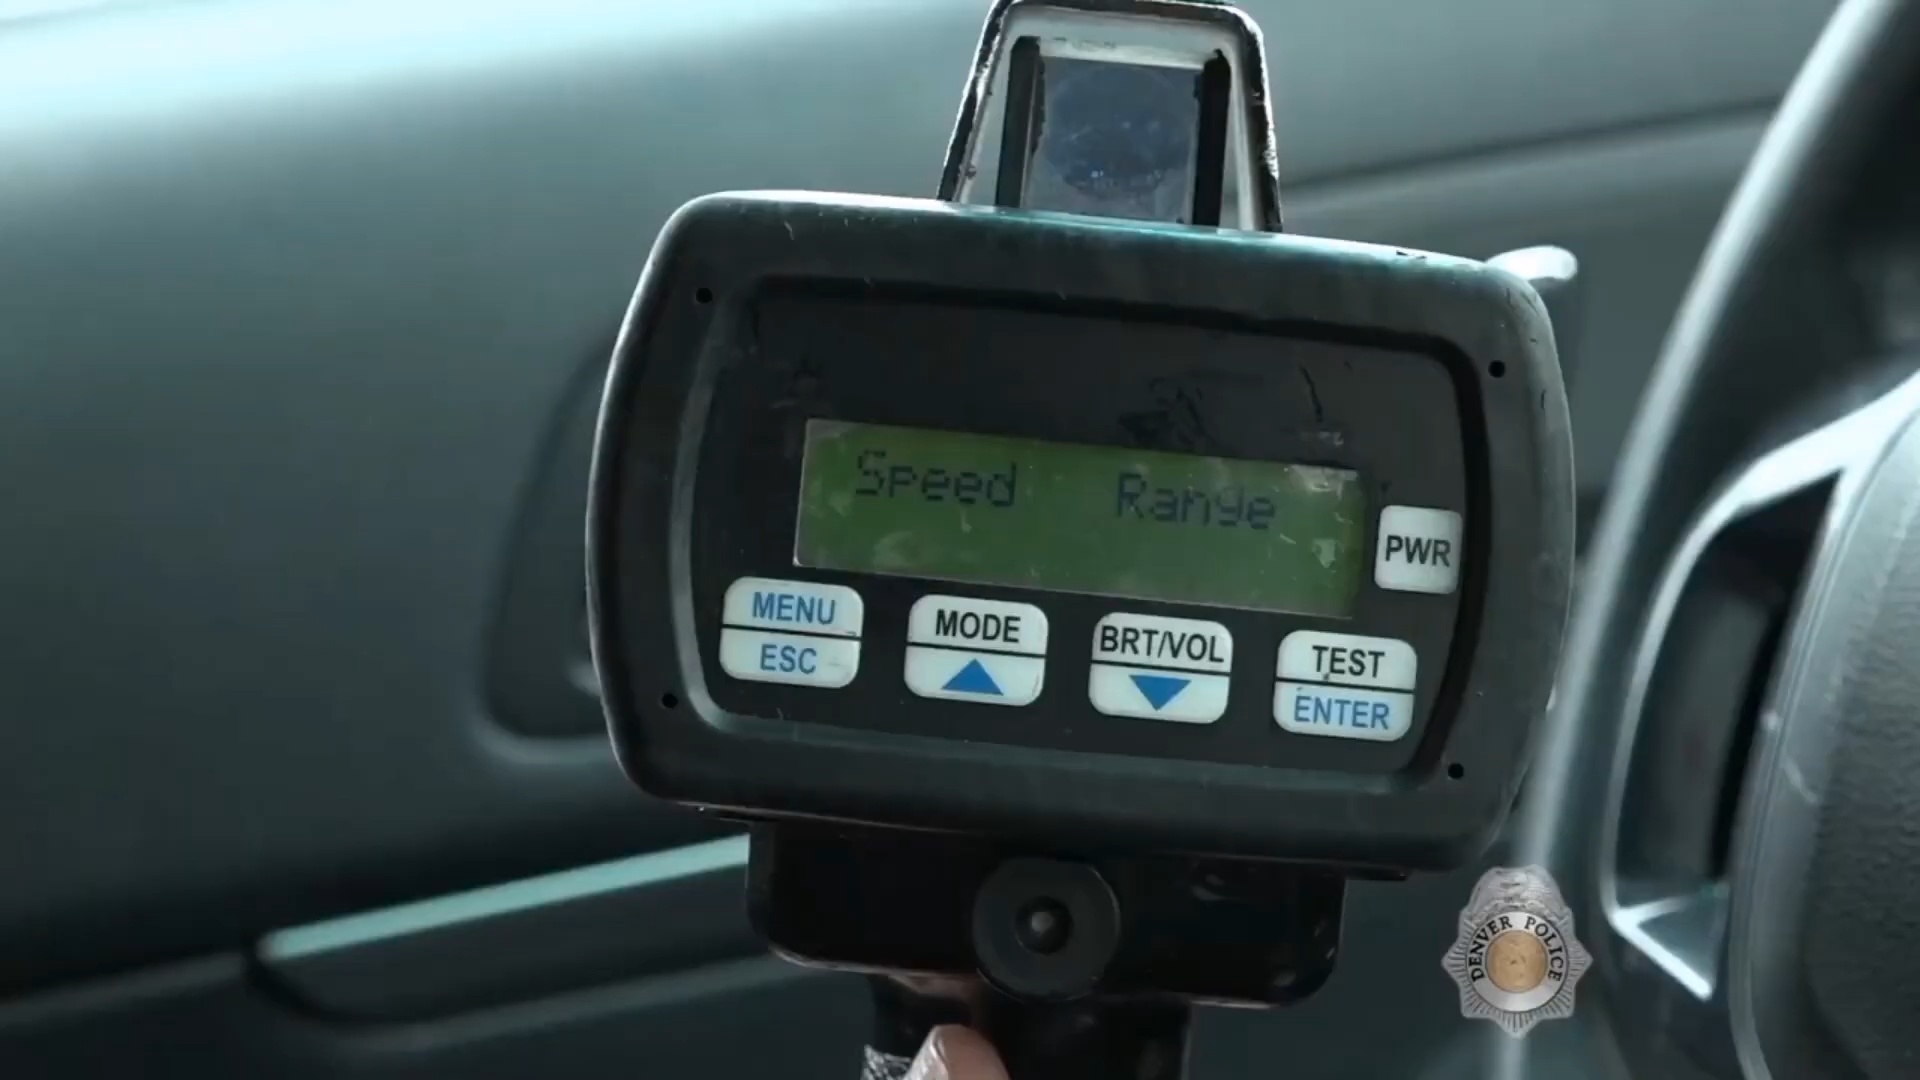 Speed Range
PWR
MENU MODE BRT/VOL TEST
ESC ENTER
DENVER POLICE